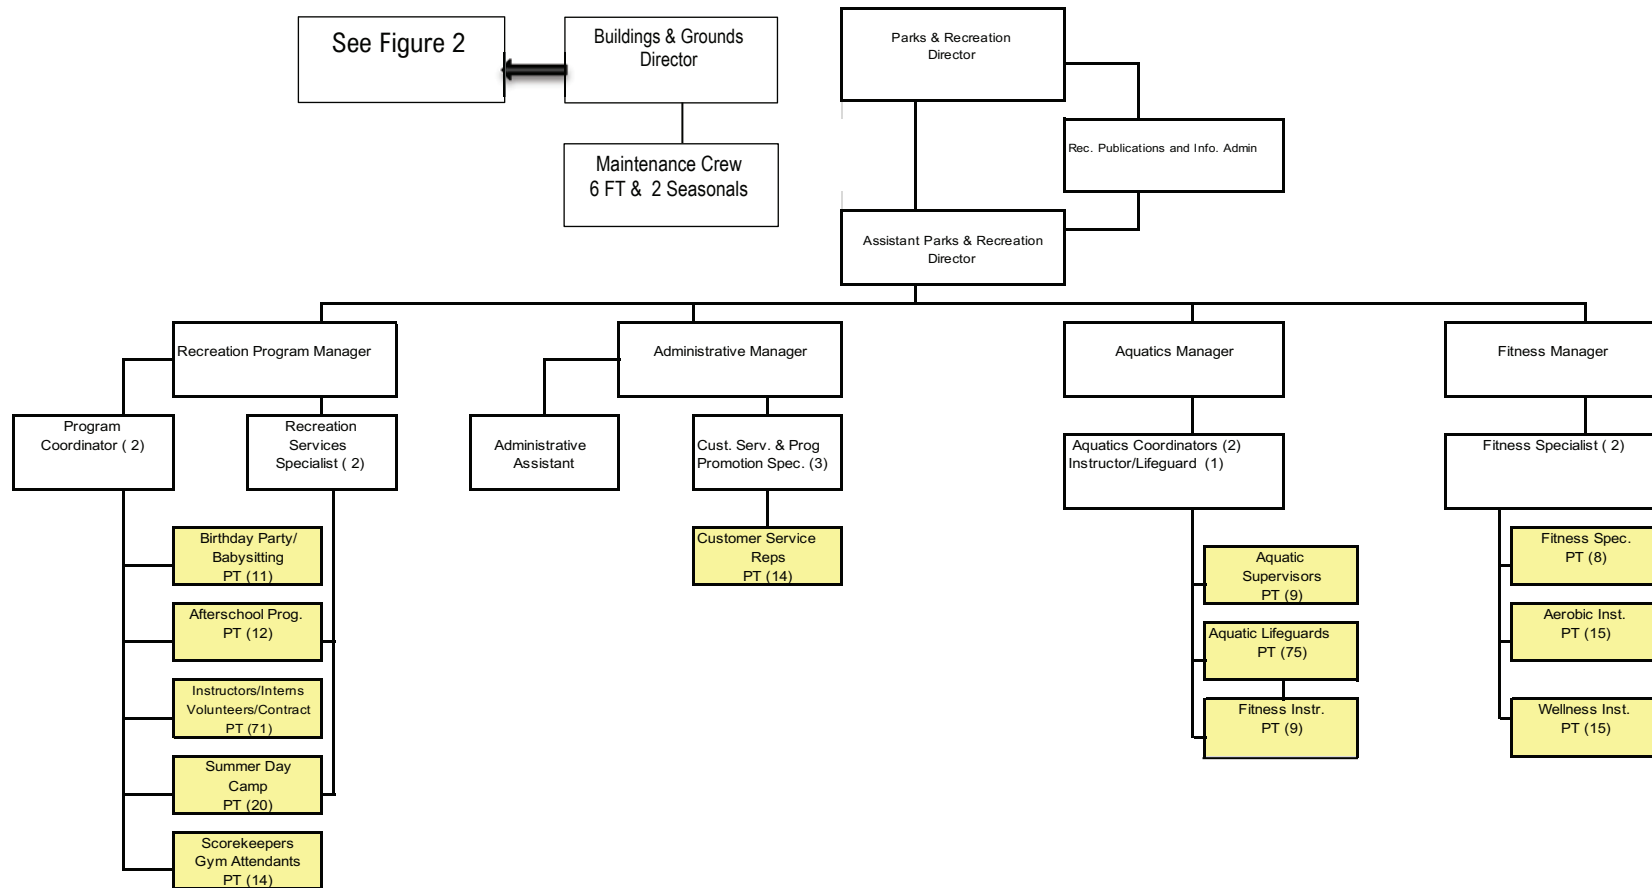 See Figure 2
Buildings & Grounds
Director
Parks & Recreation
Director
Maintenance Crew
6 FT & 2 Seasonals
Rec. Publications and Info. Admin
Assistant Parks & Recreation
Director
Recreation Program Manager
Administrative Manager
Aquatics Manager
Fitness Manager
Program
Coordinator ( 2)
Recreation
Services
Specialist ( 2)
Administrative
Assistant
Cust. Serv. & Prog
Promotion Spec. (3)
Aquatics Coordinators (2)
Instructor/Lifeguard (1)
Fitness Specialist ( 2)
Birthday Party/
Babysitting
PT (11)
Afterschool Prog.
PT (12)
Instructors/Interns
Volunteers/Contract
PT (71)
Summer Day
Camp
PT (20)
Scorekeepers
Gym Attendants
PT (14)
Customer Service
Reps
PT (14)
Aquatic
Supervisors
PT (9)
Aquatic Lifeguards
PT (75)
Fitness Instr.
PT (9)
Fitness Spec.
PT (8)
Aerobic Inst.
PT (15)
Wellness Inst.
PT (15)